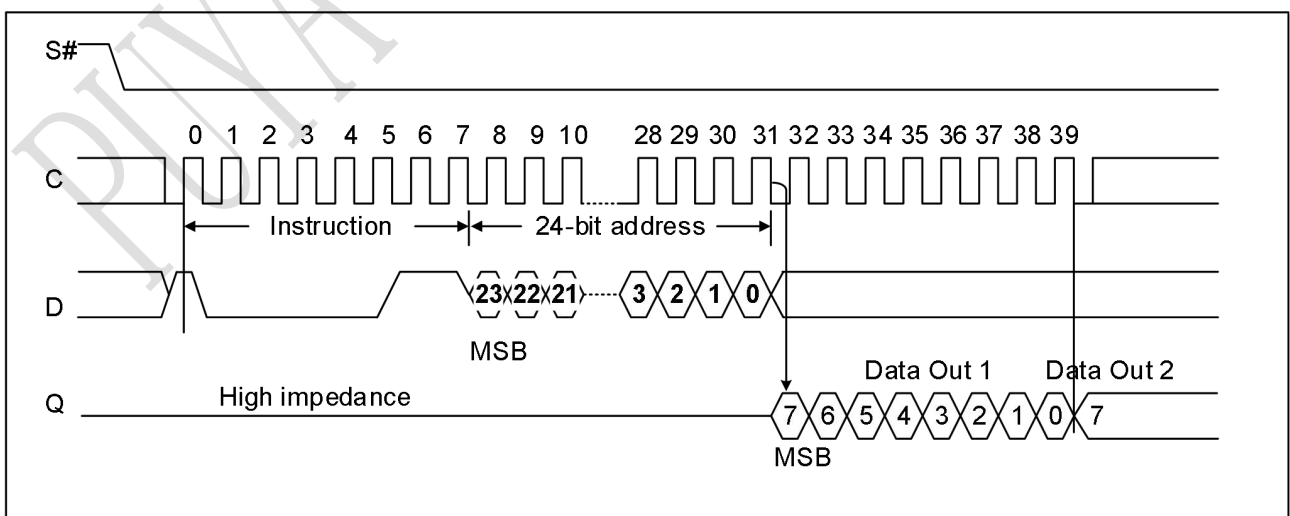 PUYA
S#
0 1 2 3 4 5 6 7 8 9 10 28 29 30 31 32 33 34 35 36 37 38 39
C
Instruction 24-bit address
D 23 22 21 3 2 1 0
MSB
Data Out 1 Data Out 2
Q High impedance 7 6 5 4 3 2 1 0 7
MSB